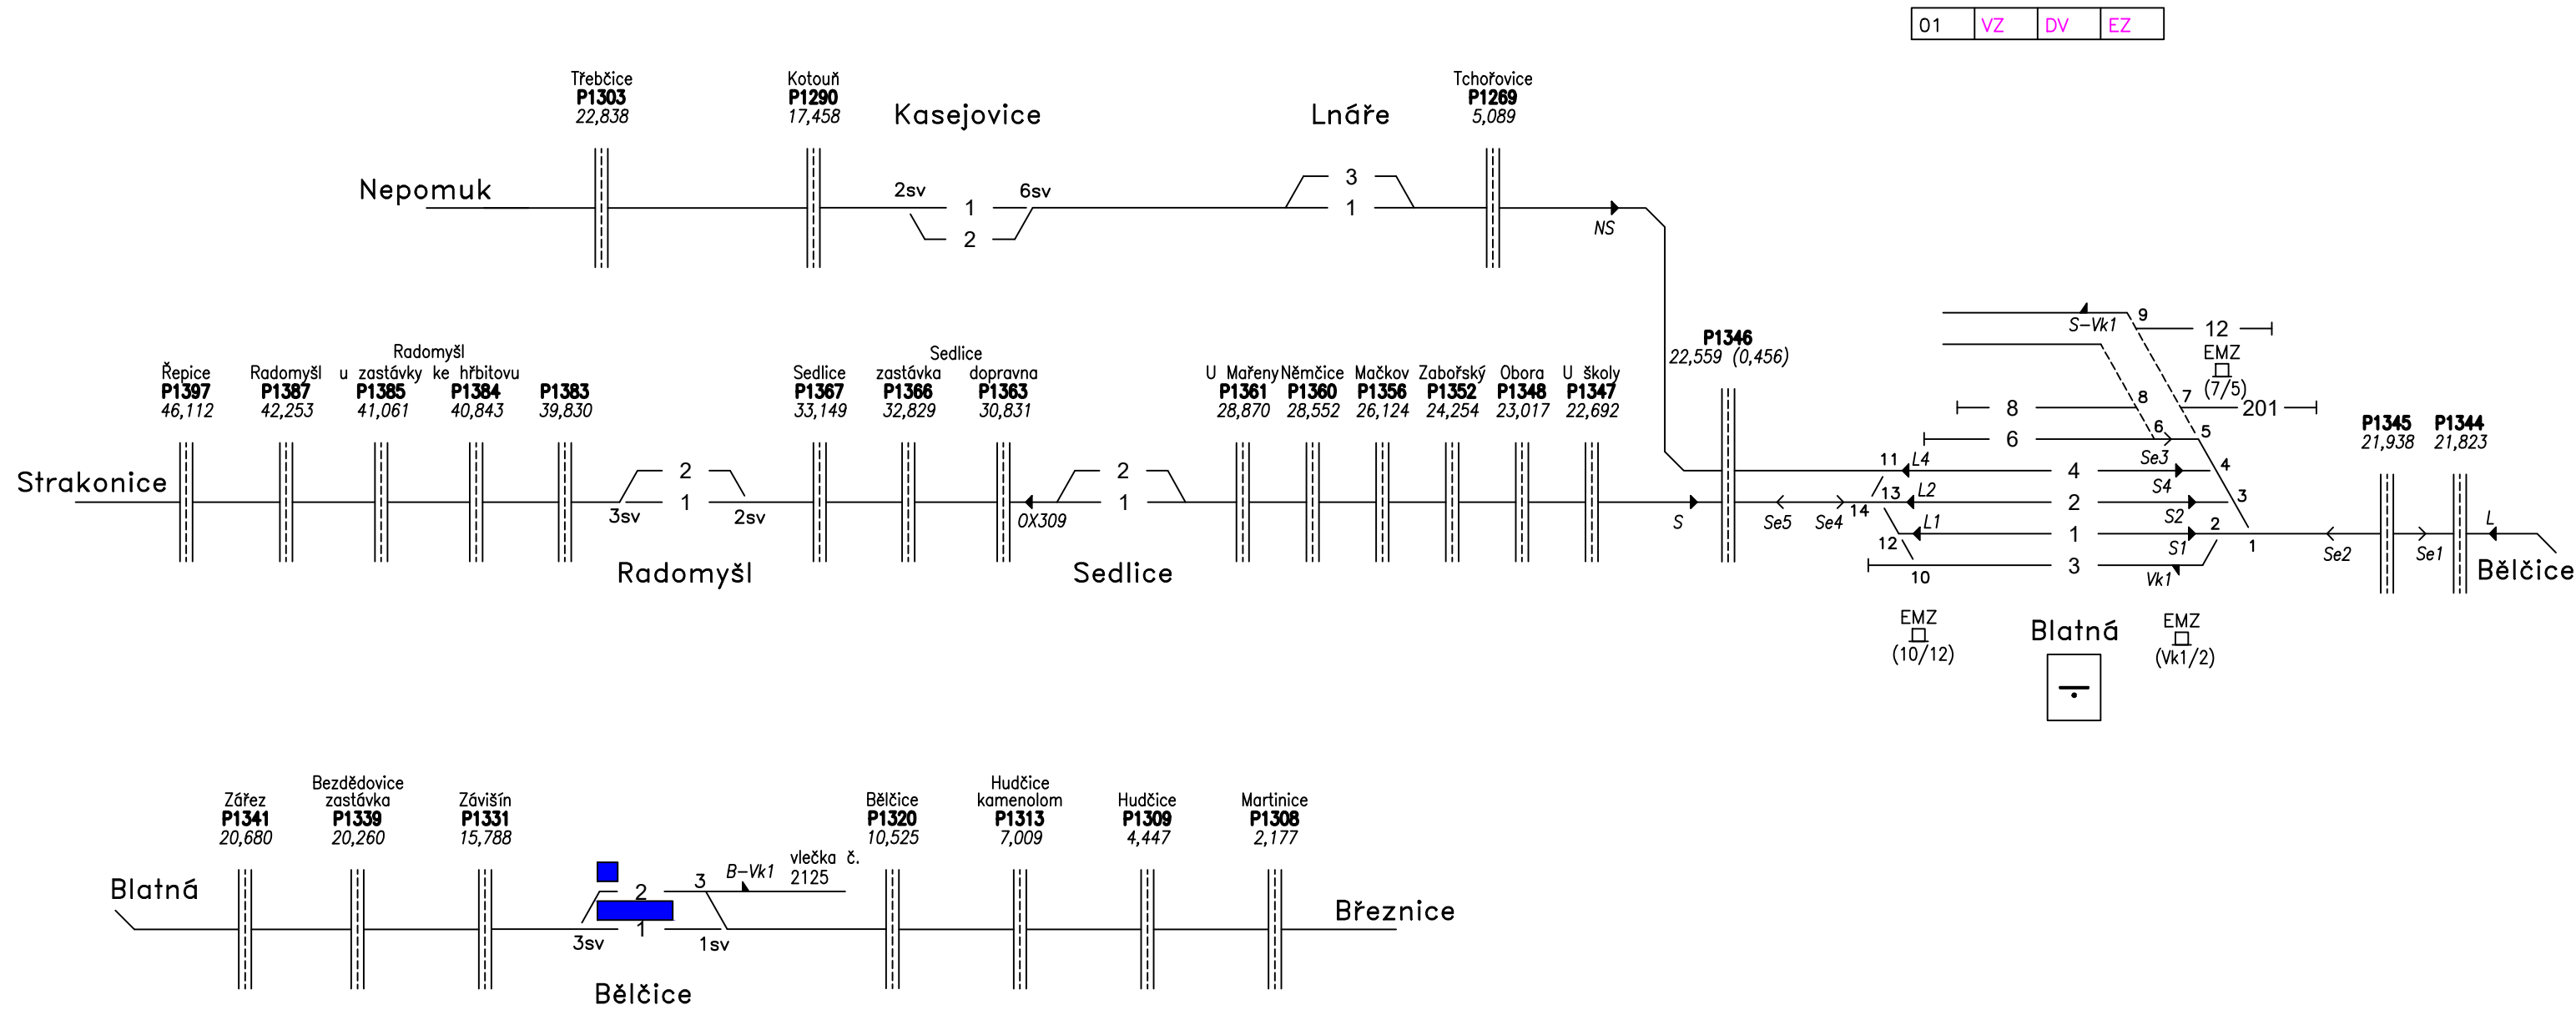 01 VZ DV EZ
Třebčice
P1303
22,838
Kotouň
P1290
17,458
Kasejovice
Lnáře
Tchořovice
P1269
5,089
Nepomuk
2sv
6sv
1
2
3
1
NS
Strakonice
Řepice
P1397
46,112
Radomyšl
P1387
42,253
Radomyšl
u zastávky ke hřbitovu
P1385
41,061
P1384
40,843
P1383
39,830
2
1
3sv
2sv
Radomyšl
Sedlice
P1367
33,149
Sedlice
zastávka dopravna
P1366
32,829
P1363
30,831
OX309
2
1
Sedlice
U Mařeny
P1361
28,870
Němčice
P1360
28,552
Mačkov
P1356
26,124
Zabořský
P1352
24,254
Obora
P1348
23,017
U školy
P1347
22,692
S
P1346
22,559 (0,456)
Se5
Se4
S-Vk1
9
12
EMZ
(7/5)
8
8
7
201
6
6
5
Se3
11
L4
4
S4
4
13
14
L2
2
S2
3
L1
1
S1
2
1
12
10
3
Vk1
Se2
P1345
21,938
Se1
P1344
21,823
L
Bělčice
EMZ
(10/12)
Blatná
EMZ
(Vk1/2)
Blatná
Zářez
P1341
20,680
Bezdědovice
zastávka
P1339
20,260
Závišín
P1331
15,788
2
3
B-Vk1
vlečka č.
2125
1
3sv
1sv
Bělčice
Bělčice
P1320
10,525
Hudčice
kamenolom
P1313
7,009
Hudčice
P1309
4,447
Martinice
P1308
2,177
Březnice